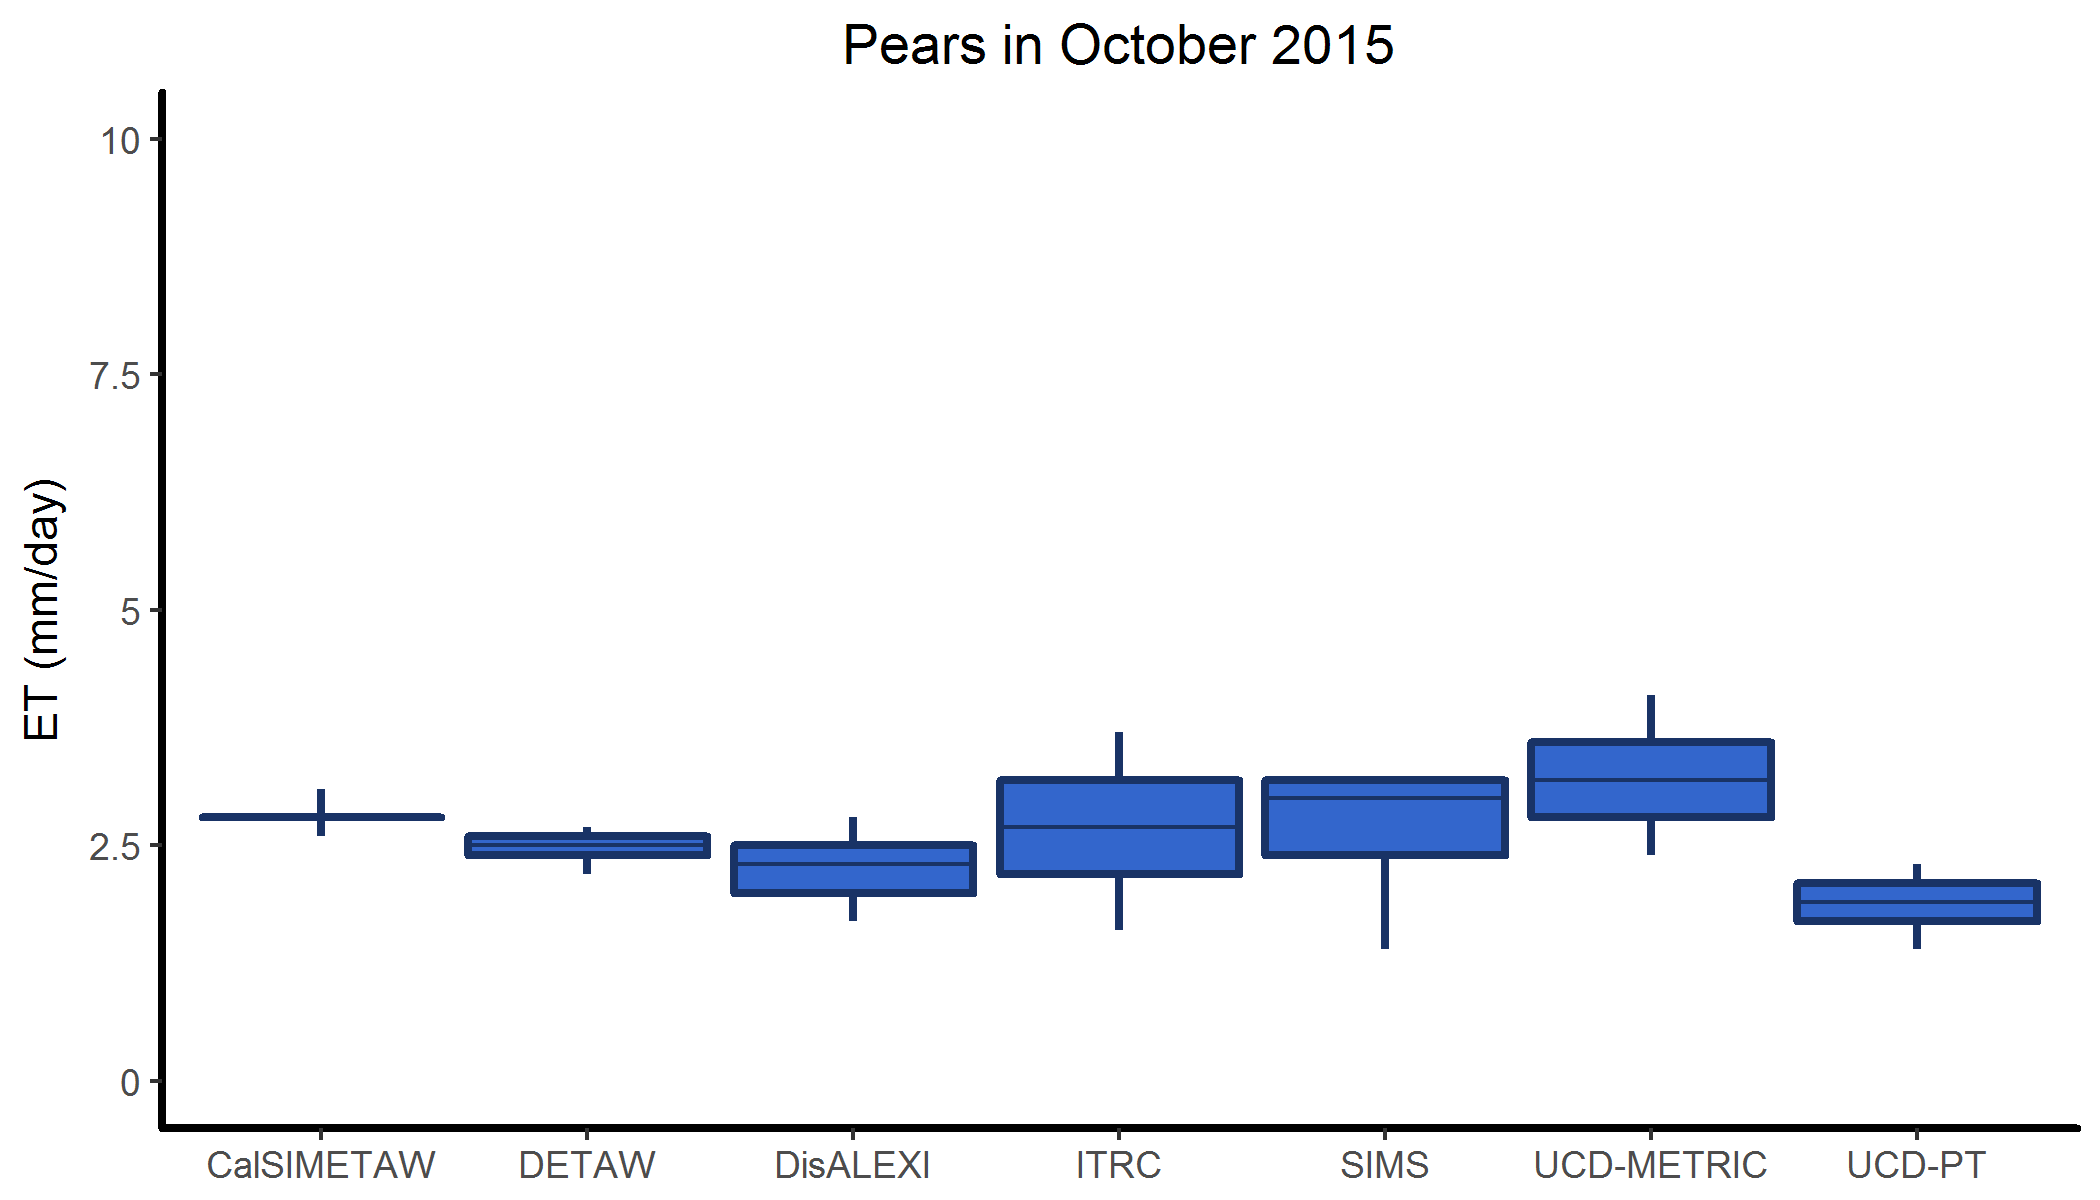 Pears in October 2015
ET (mm/day)
10
7.5
5
2.5
0
CalSIMETAW DETAW DisALEXI ITRC SIMS UCD-METRIC UCD-PT